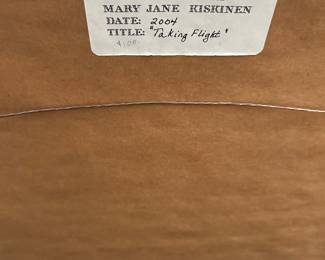 MARY JANE KISKINEN
DATE: 2004
TITLE: "Taking Flight"